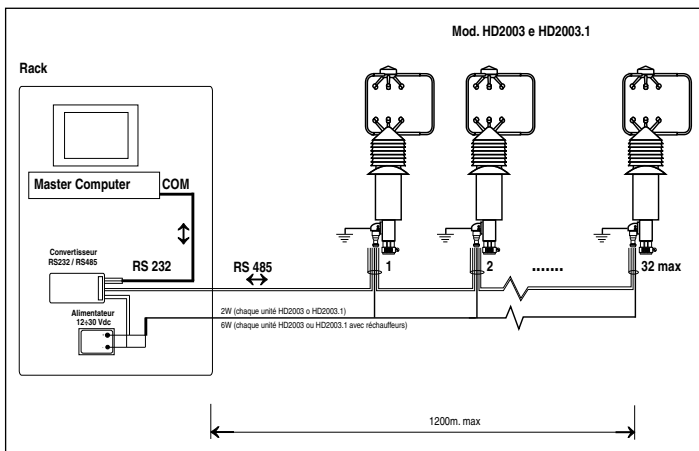 Mod. HD2003 e HD2003.1
Rack
Master Computer
COM
Convertisseur
RS232 / RS485
RS 232
RS 485
1
2
.......
32 max
Alimentateur
12÷30 Vdc
2W (chaque unité HD2003 o HD2003.1)
6W (chaque unité HD2003 ou HD2003.1 avec réchauffeurs)
1200m. max